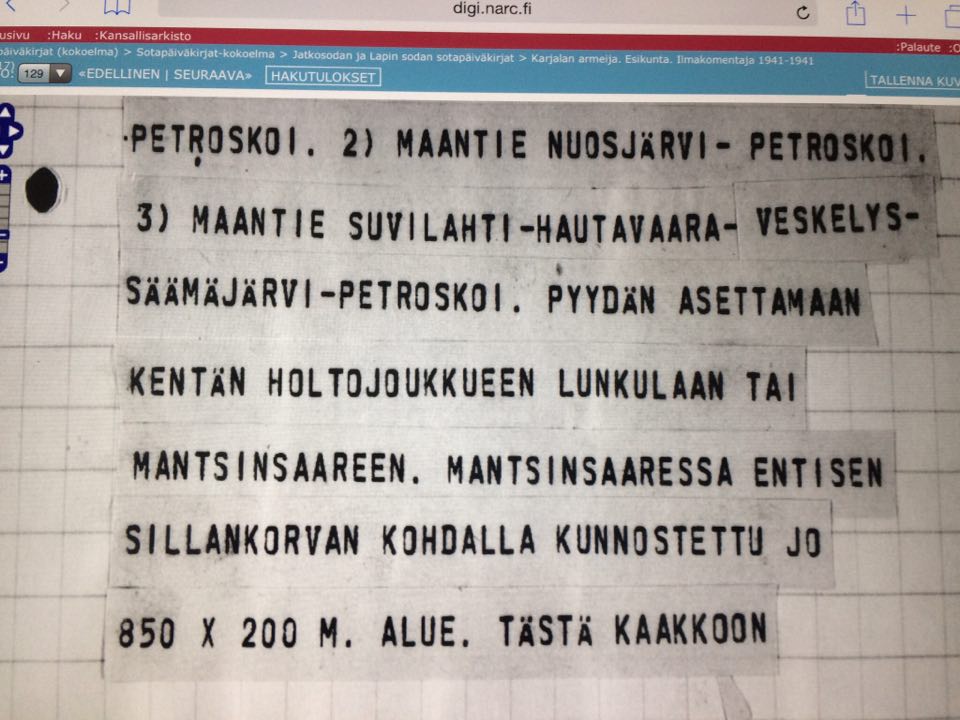 digi.narc.fi
usivu :Haku :Kansallisarkisto
:Palaute :O
päiväkirjat (kokoelma) > Sotapäiväkirjat-kokoelma > Jatkosodan ja Lapin sodan sotapäiväkirjat > Karjalan armeija. Esikunta. Ilmakomentaja 1941-1941
129 «EDELLINEN | SEURAAVA» HAKUTULOKSET
TALLENNA KUV
PETROSKOI. 2) MAANTIE NUOSJÄRVI- PETROSKOI.
3) MAANTIE SUVILAHTI-HAUTAVAARA- VESKELYS-
SÄÄMÄJÄRVI-PETROSKOI. PYYDÄN ASETTAMAAN
KENTÄN HOLTOJOUKKUEEN LUNKULAAN TAI
MANTSINSAAREEN. MANTSINSAARESSA ENTISEN
SILLANKORVAN KOHDALLA KUNNOSTETTU JO
850 X 200 M. ALUE. TÄSTÄ KAAKKOON